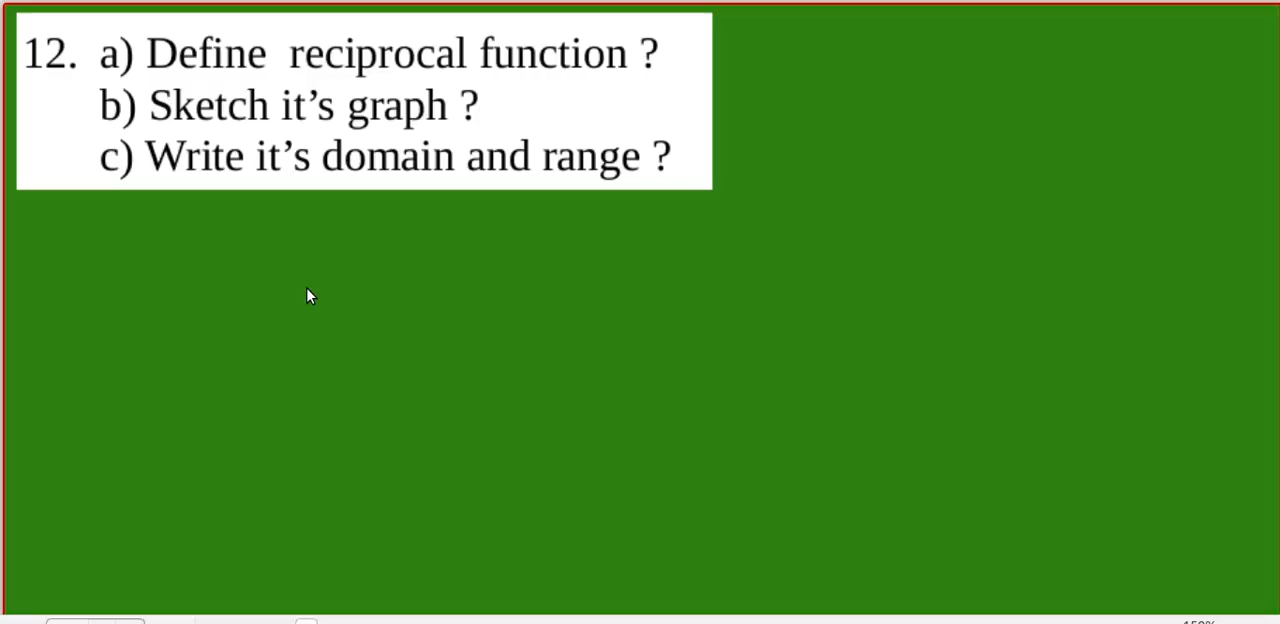 12. a) Define reciprocal function ?
b) Sketch it’s graph ?
c) Write it’s domain and range ?